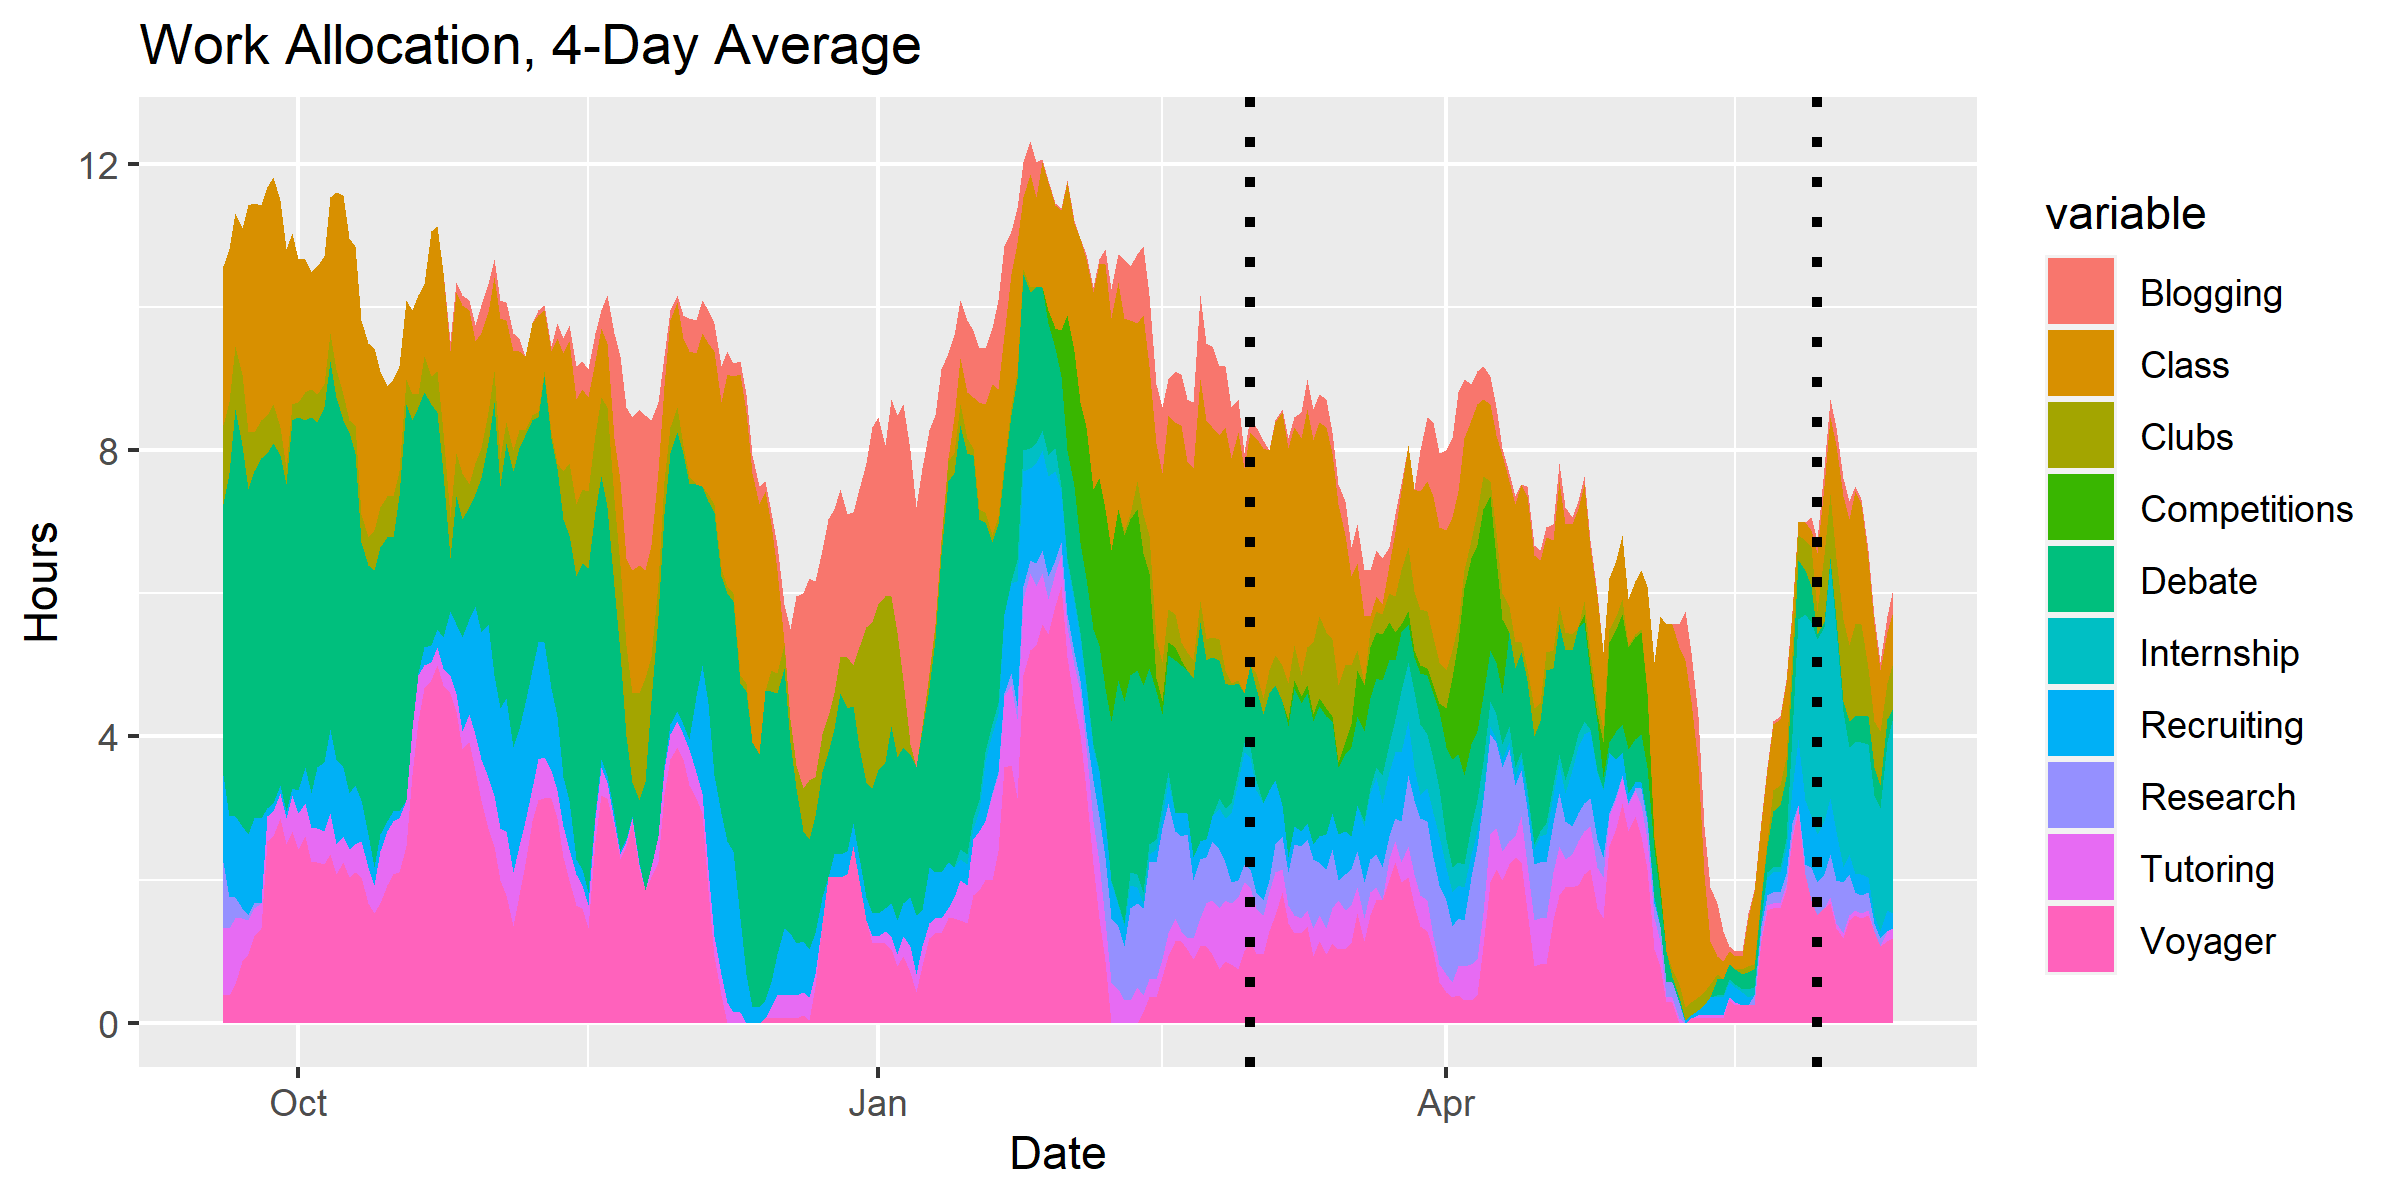 Work Allocation, 4-Day Average
12
8
4
0
Hours
Oct
Jan
Apr
Date
variable
Blogging
Class
Clubs
Competitions
Debate
Internship
Recruiting
Research
Tutoring
Voyager